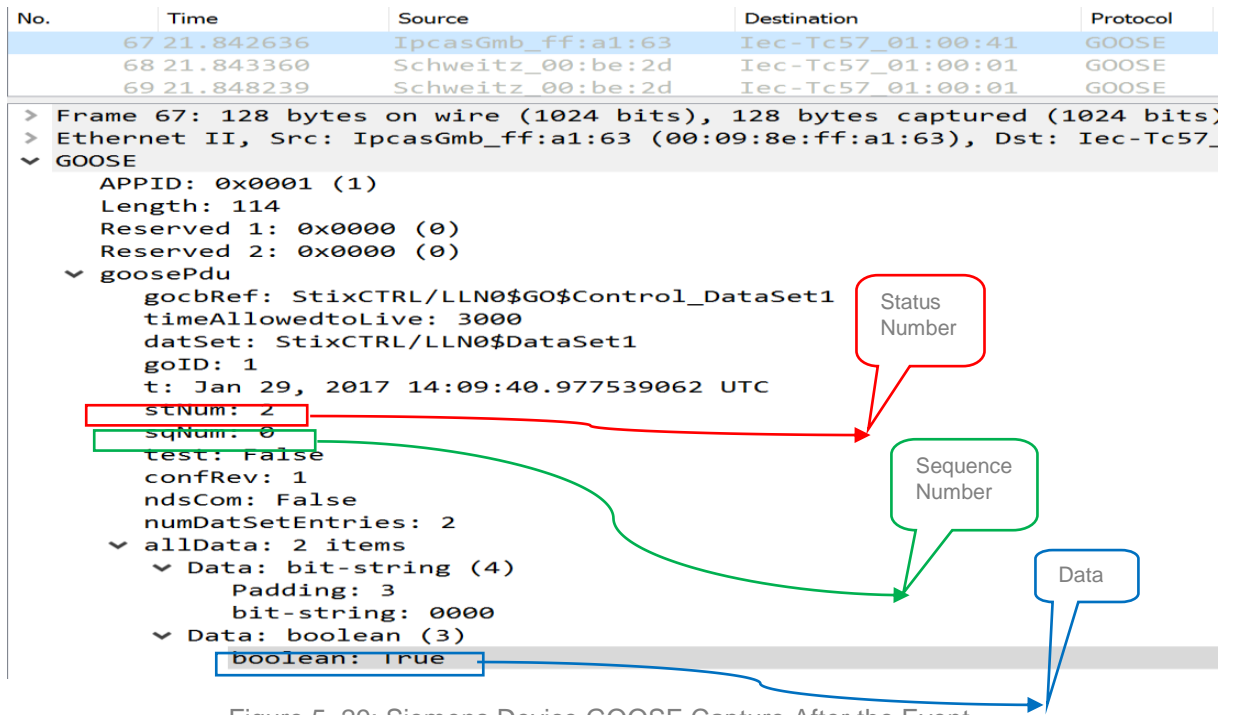 No. Time Source Destination Protocol
67 21.842636 IpcasGmb_ff:a1:63 Iec-Tc57_01:00:41 GOOSE
68 21.843360 Schweitz_00:be:2d Iec-Tc57_01:00:01 GOOSE
69 21.848239 Schweitz_00:be:2d Iec-Tc57_01:00:01 GOOSE
Frame 67: 128 bytes on wire (1024 bits), 128 bytes captured (1024 bits)
Ethernet II, Src: IpcasGmb_ff:a1:63 (00:09:8e:ff:a1:63), Dst: Iec-Tc57_
GOOSE
APPID: 0x0001 (1)
Length: 114
Reserved 1: 0x0000 (0)
Reserved 2: 0x0000 (0)
goosePdu
gocbRef: StixCTRL/LLN0$GO$Control_DataSet1
timeAllowedtoLive: 3000
datSet: StixCTRL/LLN0$DataSet1
goID: 1
t: Jan 29, 2017 14:09:40.977539062 UTC
stNum: 2
sqNum: 0
test: False
confRev: 1
ndsCom: False
numDatSetEntries: 2
allData: 2 items
Data: bit-string (4)
Padding: 3
bit-string: 0000
Data: boolean (3)
boolean: True
Status
Number
Sequence
Number
Data
Siemens Device GOOSE Capture After the Event